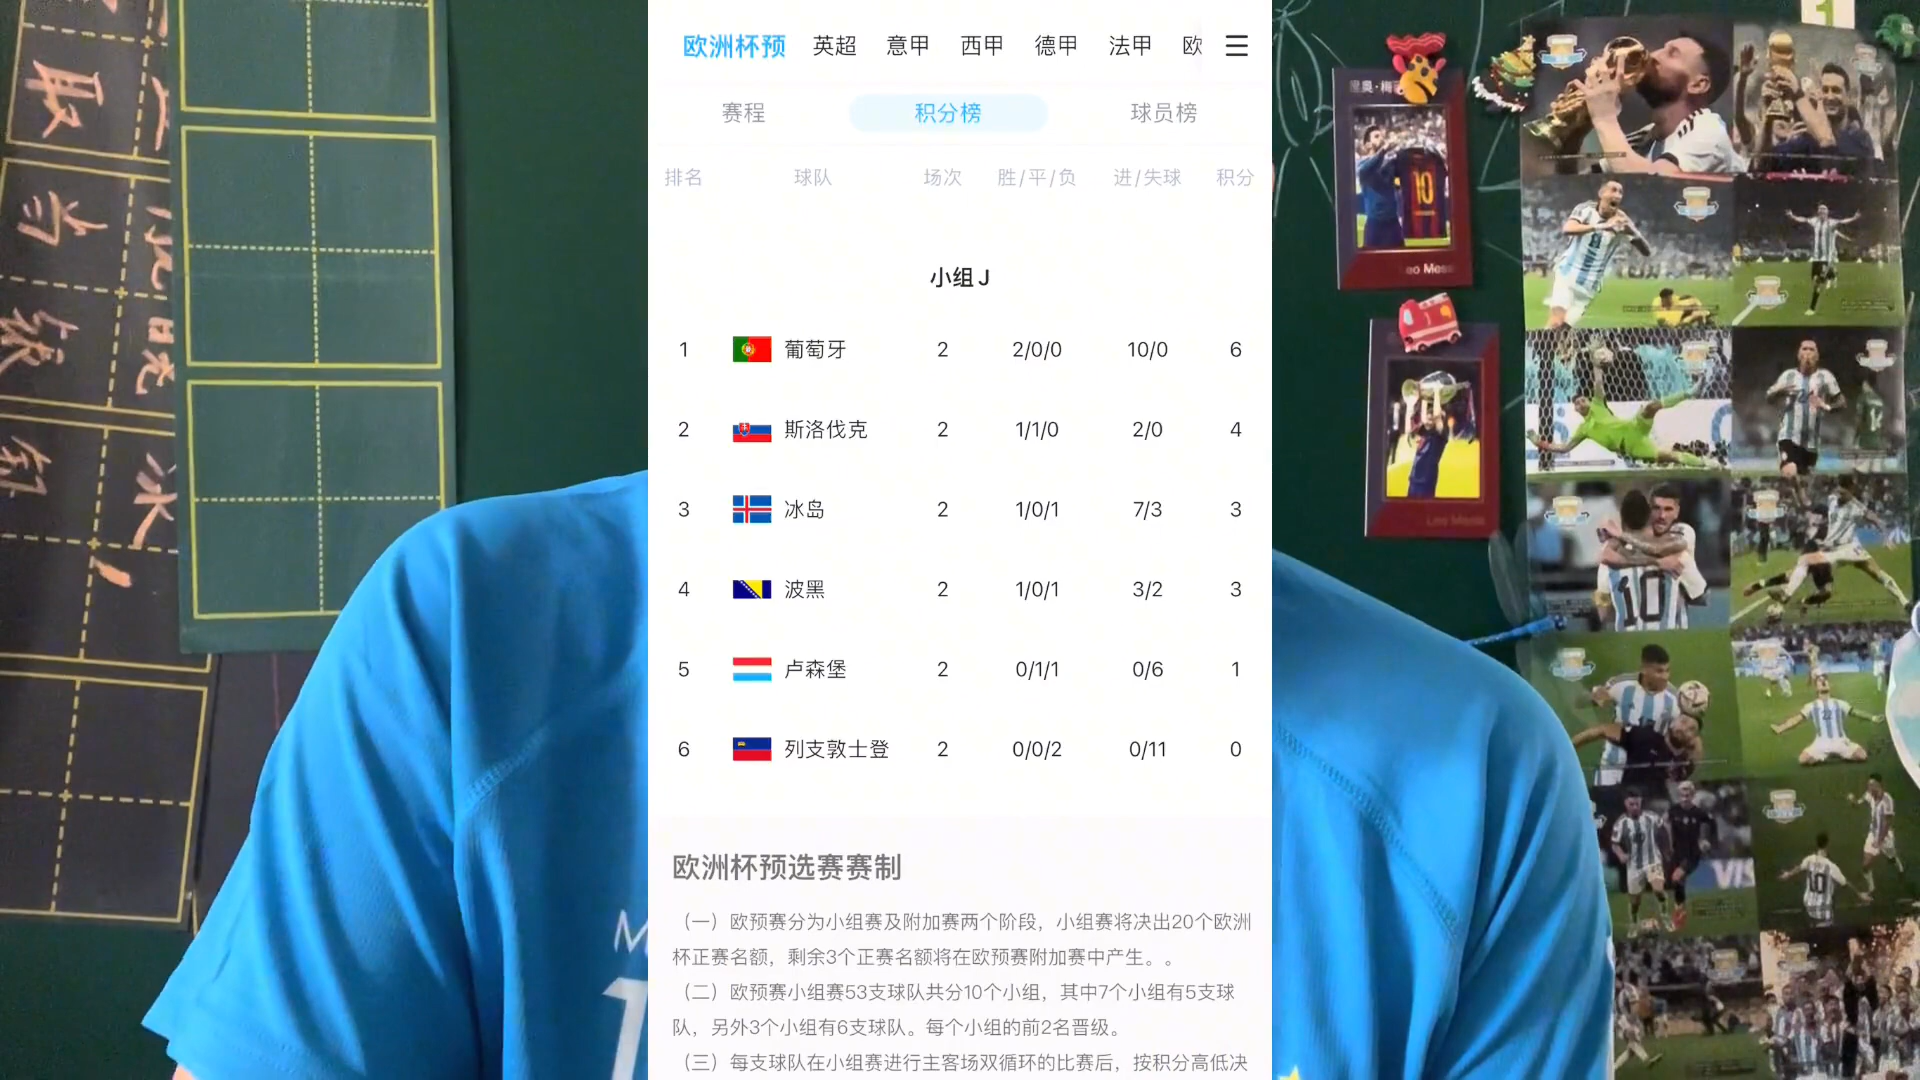 欧洲杯预 英超 意甲 西甲 德甲 法甲 欧
赛程 积分榜 球员榜
排名 球队 场次 胜/平/负 进/失球 积分
小组 J
1 葡萄牙 2 2/0/0 10/0 6
2 斯洛伐克 2 1/1/0 2/0 4
3 冰岛 2 1/0/1 7/3 3
4 波黑 2 1/0/1 3/2 3
5 卢森堡 2 0/1/1 0/6 1
6 列支敦士登 2 0/0/2 0/11 0
欧洲杯预选赛赛制
（一）欧预赛分为小组赛及附加赛两个阶段，小组赛将决出20个欧洲
杯正赛名额，剩余3个正赛名额将在欧预赛附加赛中产生。。
（二）欧预赛小组赛53支球队共分10个小组，其中7个小组有5支球
队，另外3个小组有6支球队。每个小组的前2名晋级。
（三）每支球队在小组赛进行主客场双循环的比赛后，按积分高低决
10
eo Mess
Leo Messi
10
22
10
VIS